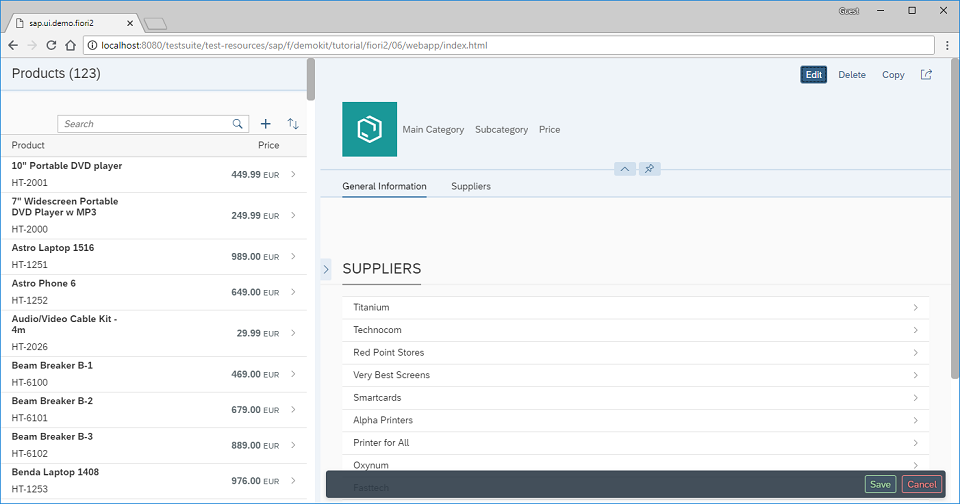 sap.ui.demo.fiori2
Guest
localhost:8080/testsuite/test-resources/sap/f/demokit/tutorial/fiori2/06/webapp/index.html
Products (123)
Search
Product Price
10" Portable DVD player
HT-2001
449.99 EUR
7" Widescreen Portable
DVD Player w MP3
HT-2000
249.99 EUR
Astro Laptop 1516
HT-1251
989.00 EUR
Astro Phone 6
HT-1252
649.00 EUR
Audio/Video Cable Kit -
4m
HT-2026
29.99 EUR
Beam Breaker B-1
HT-6100
469.00 EUR
Beam Breaker B-2
HT-6101
679.00 EUR
Beam Breaker B-3
HT-6102
889.00 EUR
Benda Laptop 1408
HT-1253
976.00 EUR
Edit Delete Copy
Main Category Subcategory Price
General Information Suppliers
SUPPLIERS
Titanium
Technocom
Red Point Stores
Very Best Screens
Smartcards
Alpha Printers
Printer for All
Oxynum
Fasttech
Save Cancel